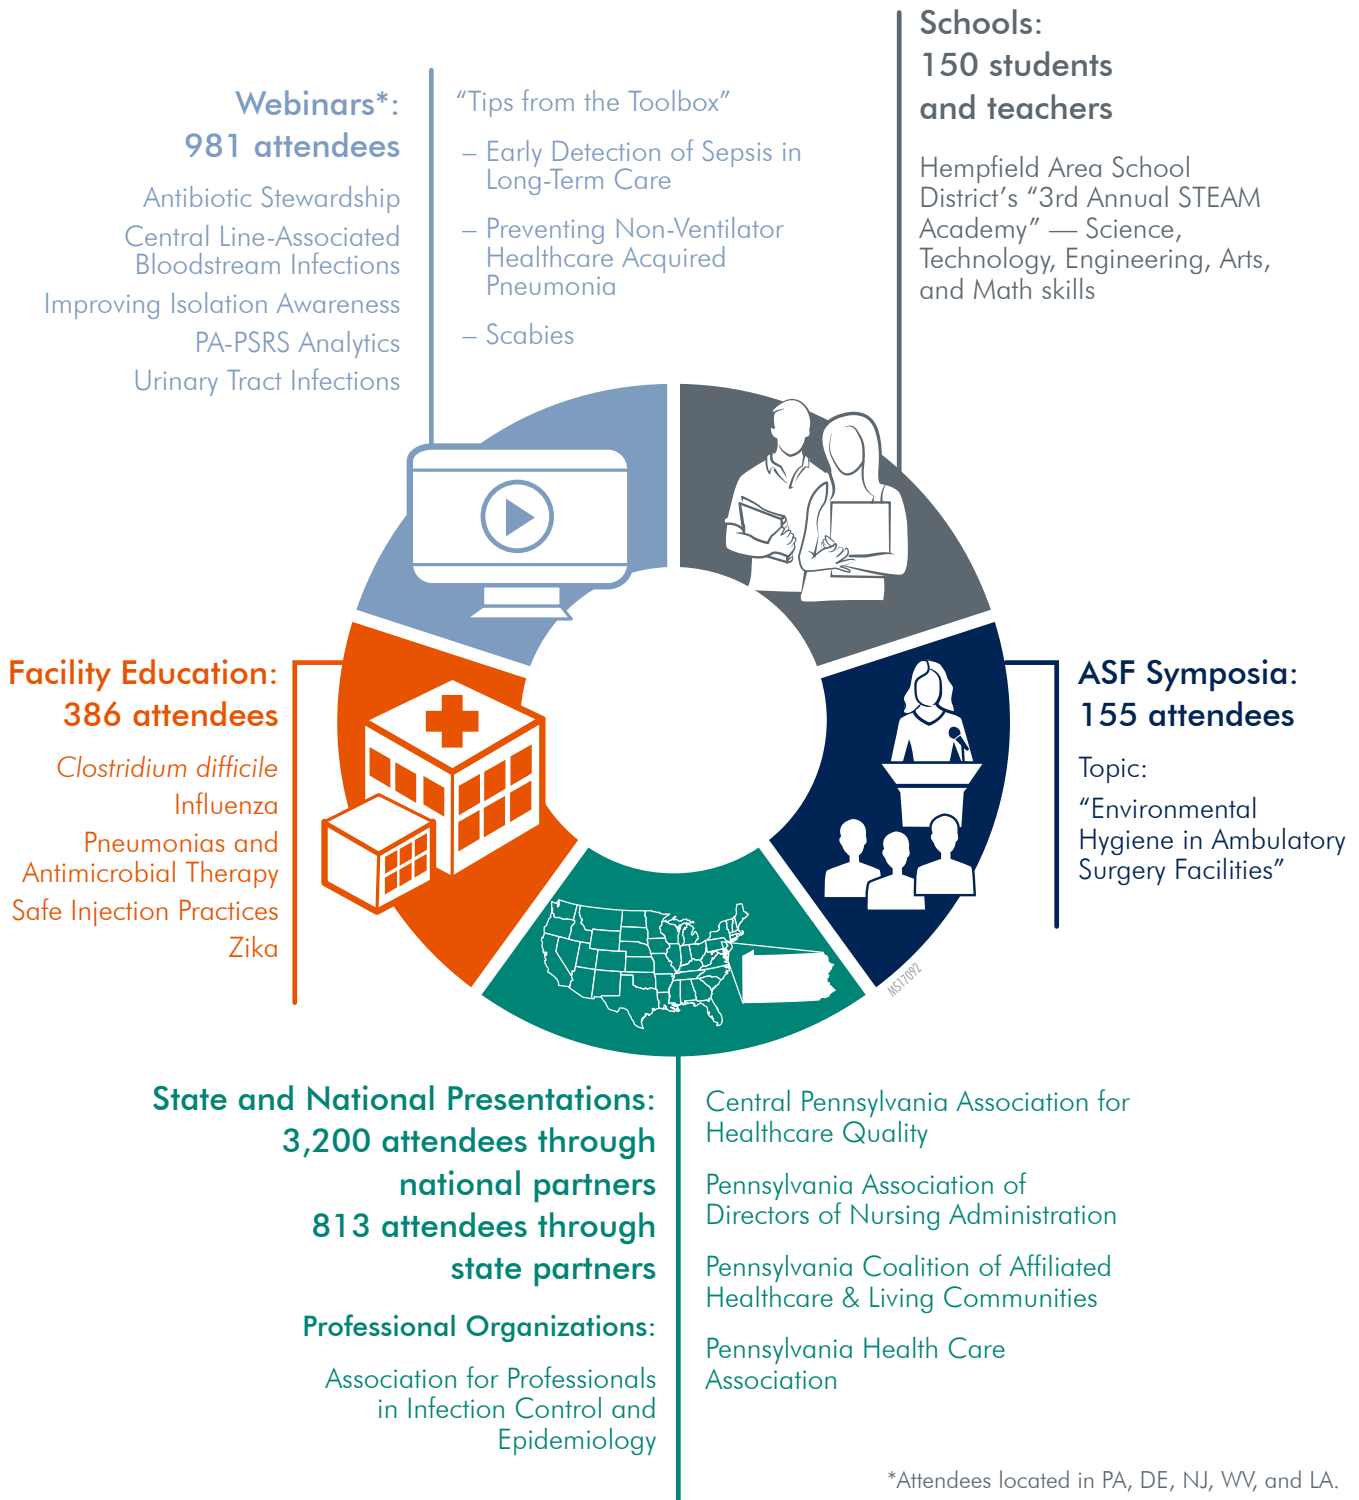 Webinars*:
981 attendees
Antibiotic Stewardship
Central Line-Associated
Bloodstream Infections
Improving Isolation Awareness
PA-PSRS Analytics
Urinary Tract Infections
“Tips from the Toolbox”
– Early Detection of Sepsis in
Long-Term Care
– Preventing Non-Ventilator
Healthcare Acquired
Pneumonia
– Scabies
Schools:
150 students
and teachers
Hempfield Area School
District’s “3rd Annual STEAM
Academy” — Science,
Technology, Engineering, Arts,
and Math skills
Facility Education:
386 attendees
Clostridium difficile
Influenza
Pneumonias and
Antimicrobial Therapy
Safe Injection Practices
Zika
ASF Symposia:
155 attendees
Topic:
“Environmental
Hygiene in Ambulatory
Surgery Facilities”
MS17092
State and National Presentations:
3,200 attendees through
national partners
813 attendees through
state partners
Professional Organizations:
Association for Professionals
in Infection Control and
Epidemiology
Central Pennsylvania Association for
Healthcare Quality
Pennsylvania Association of
Directors of Nursing Administration
Pennsylvania Coalition of Affiliated
Healthcare & Living Communities
Pennsylvania Health Care
Association
*Attendees located in PA, DE, NJ, WV, and LA.